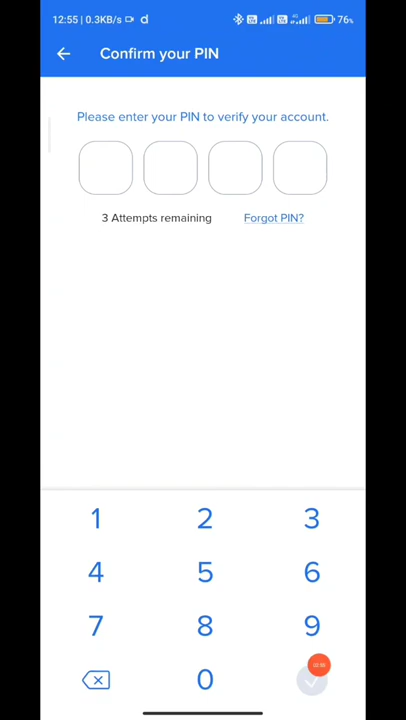 12:55 | 0.3KB/s
76%
Confirm your PIN
Please enter your PIN to verify your account.
3 Attempts remaining
Forgot PIN?
1 2 3
4 5 6
7 8 9
0